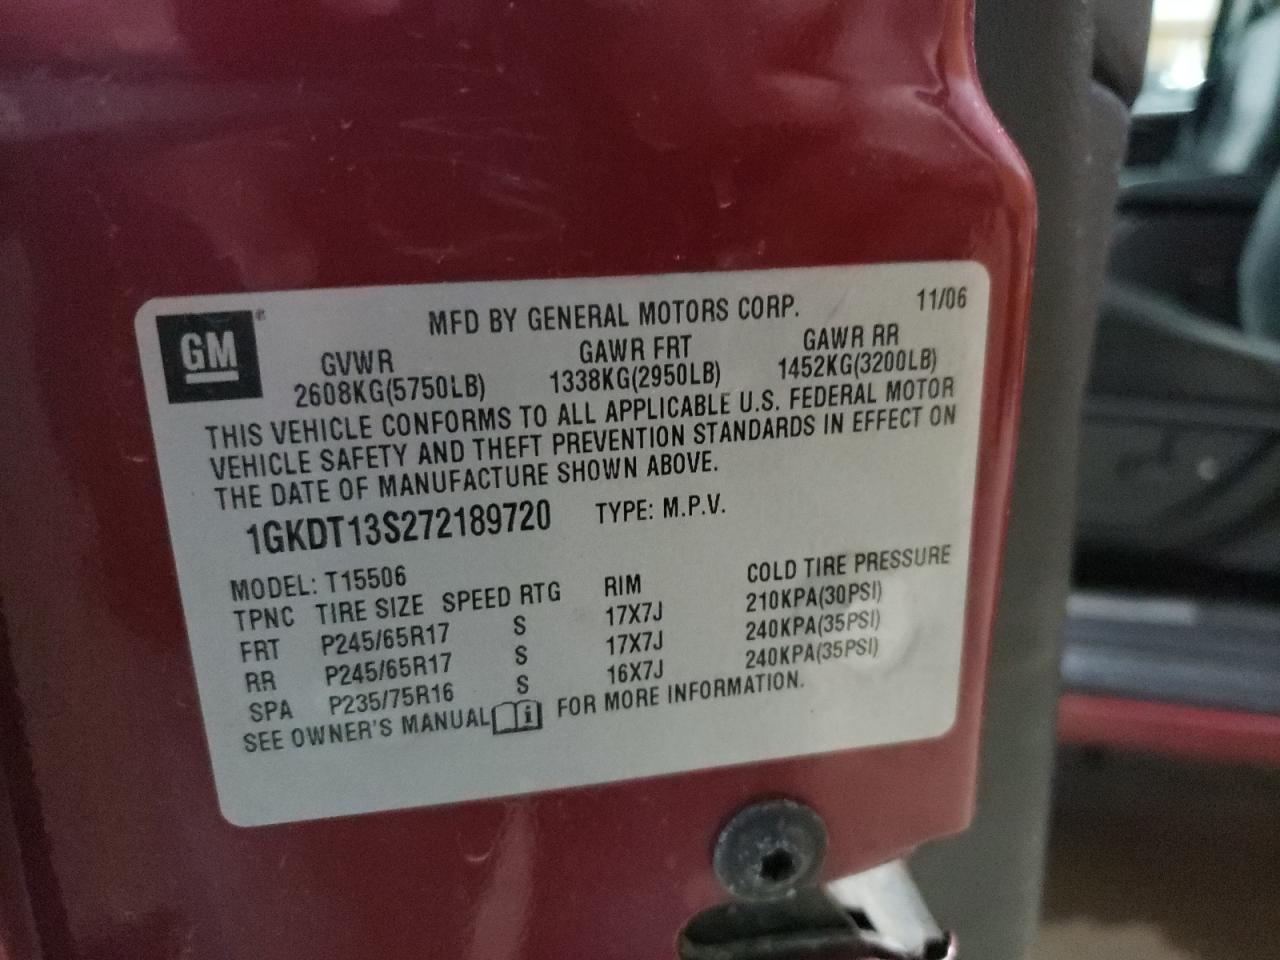 GM®
MFD BY GENERAL MOTORS CORP. 11/06
GVWR GAWR FRT GAWR RR
2608KG(5750LB) 1338KG(2950LB) 1452KG(3200LB)
THIS VEHICLE CONFORMS TO ALL APPLICABLE U.S. FEDERAL MOTOR
VEHICLE SAFETY AND THEFT PREVENTION STANDARDS IN EFFECT ON
THE DATE OF MANUFACTURE SHOWN ABOVE.
1GKDT13S272189720 TYPE: M.P.V.
MODEL: T15506
TPNC TIRE SIZE SPEED RTG RIM COLD TIRE PRESSURE
FRT P245/65R17 S 17X7J 210KPA(30PSI)
RR P245/65R17 S 17X7J 240KPA(35PSI)
SPA P235/75R16 S 16X7J 240KPA(35PSI)
SEE OWNER'S MANUAL i FOR MORE INFORMATION.